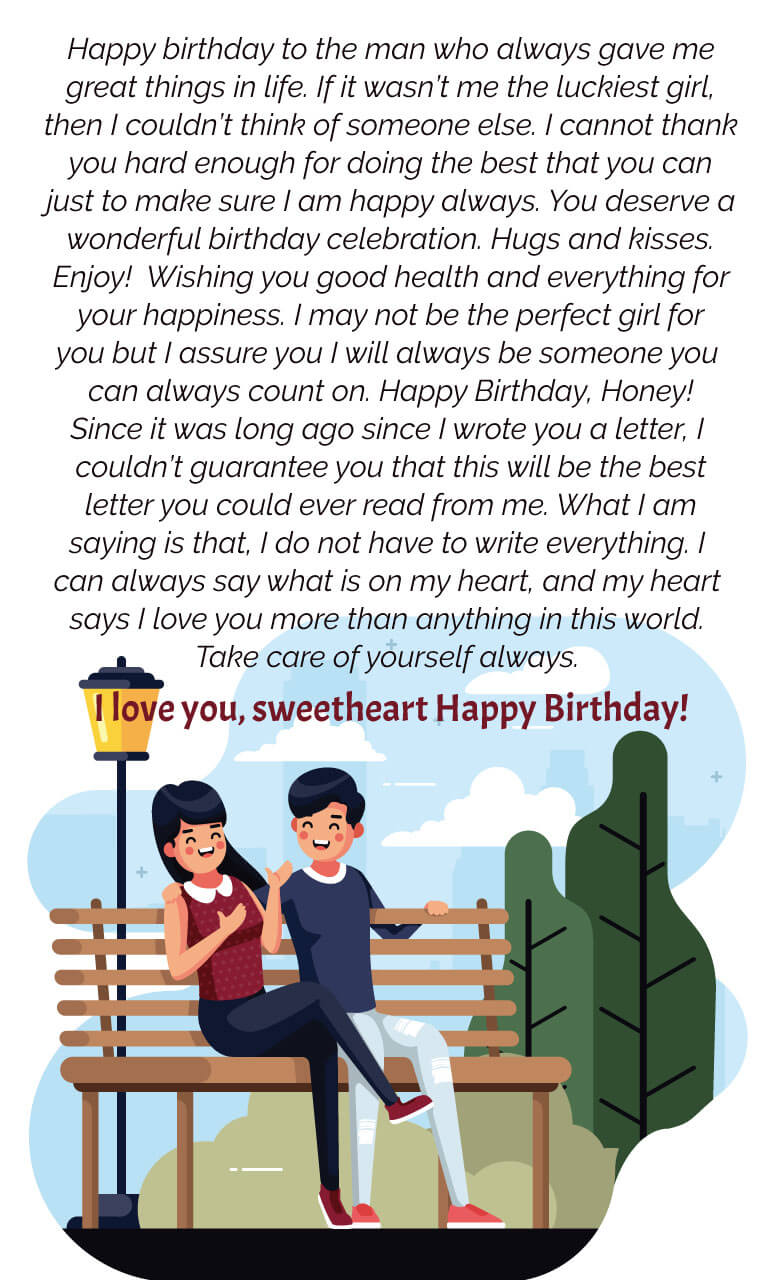 Happy birthday to the man who always gave me
great things in life. If it wasn't me the luckiest girl,
then I couldn't think of someone else. I cannot thank
you hard enough for doing the best that you can
just to make sure I am happy always. You deserve a
wonderful birthday celebration. Hugs and kisses.
Enjoy!  Wishing you good health and everything for
your happiness. I may not be the perfect girl for
you but I assure you I will always be someone you
can always count on. Happy Birthday, Honey!
Since it was long ago since I wrote you a letter, I
couldn't guarantee you that this will be the best
letter you could ever read from me. What I am
saying is that, I do not have to write everything. I
can always say what is on my heart, and my heart
says I love you more than anything in this world.
Take care of yourself always.
I love you, sweetheart Happy Birthday!